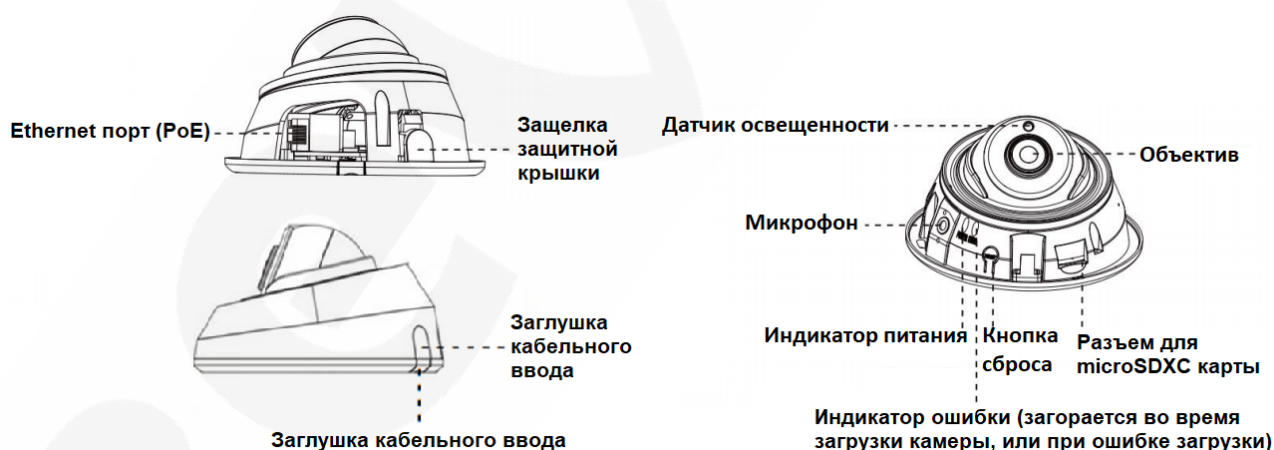 Ethernet порт (PoE)
Защелка
защитной
крышки
Заглушка
кабельного
ввода
Заглушка кабельного ввода
Датчик освещенности
Объектив
Микрофон
Индикатор питания
Кнопка
сброса
Разъем для
microSDXC карты
Индикатор ошибки (загорается во время
загрузки камеры, или при ошибке загрузки)